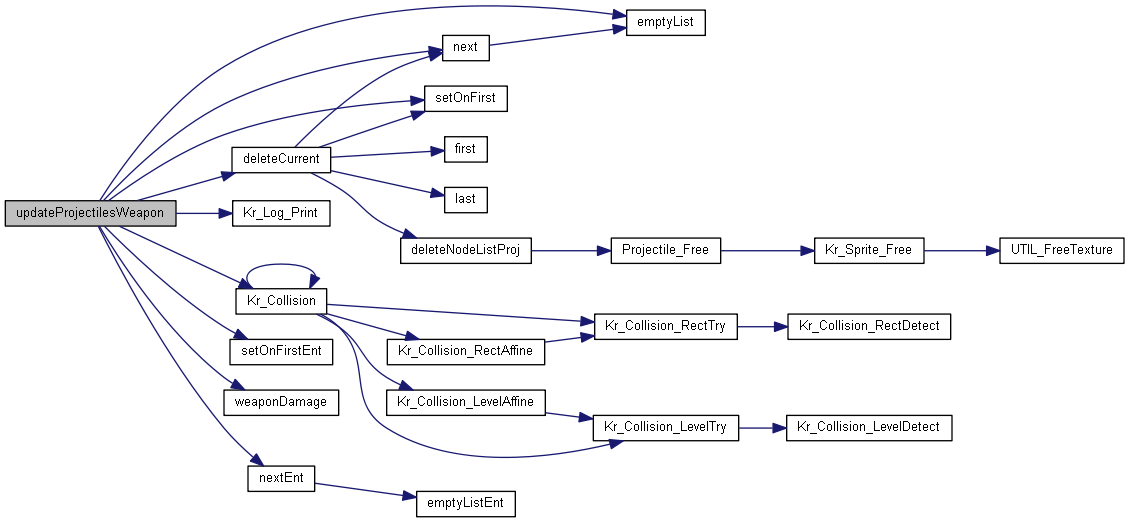 emptyList
next
setOnFirst
first
deleteCurrent
last
updateProjectilesWeapon
Kr_Log_Print
deleteNodeListProj
Projectile_Free
Kr_Sprite_Free
UTIL_FreeTexture
Kr_Collision
Kr_Collision_RectTry
Kr_Collision_RectDetect
setOnFirstEnt
Kr_Collision_RectAffine
weaponDamage
Kr_Collision_LevelAffine
Kr_Collision_LevelTry
Kr_Collision_LevelDetect
nextEnt
emptyListEnt